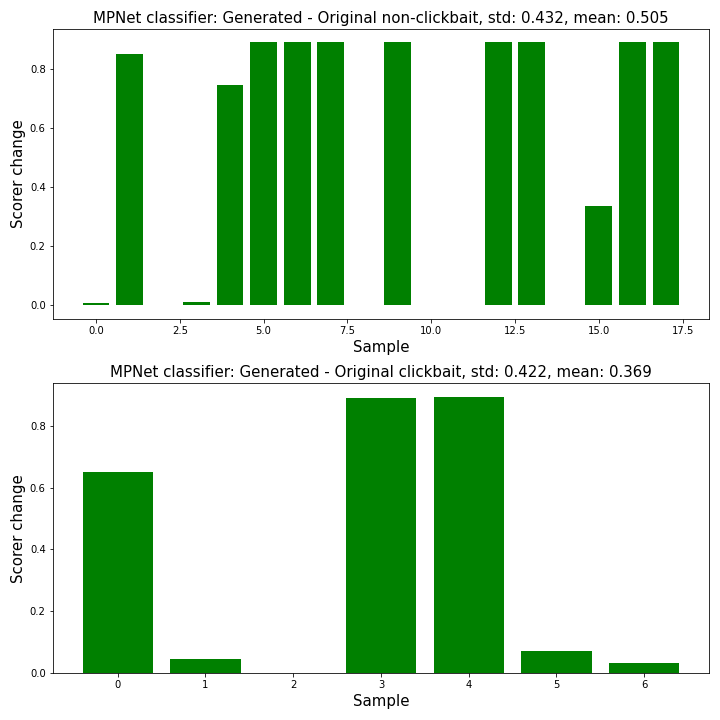 MPNet classifier: Generated - Original non-clickbait, std: 0.432, mean: 0.505
0.8
0.6
0.4
0.2
0.0
Scorer change
0.0 2.5 5.0 7.5 10.0 12.5 15.0 17.5
Sample
MPNet classifier: Generated - Original clickbait, std: 0.422, mean: 0.369
0.8
0.6
0.4
0.2
0.0
Scorer change
0 1 2 3 4 5 6
Sample